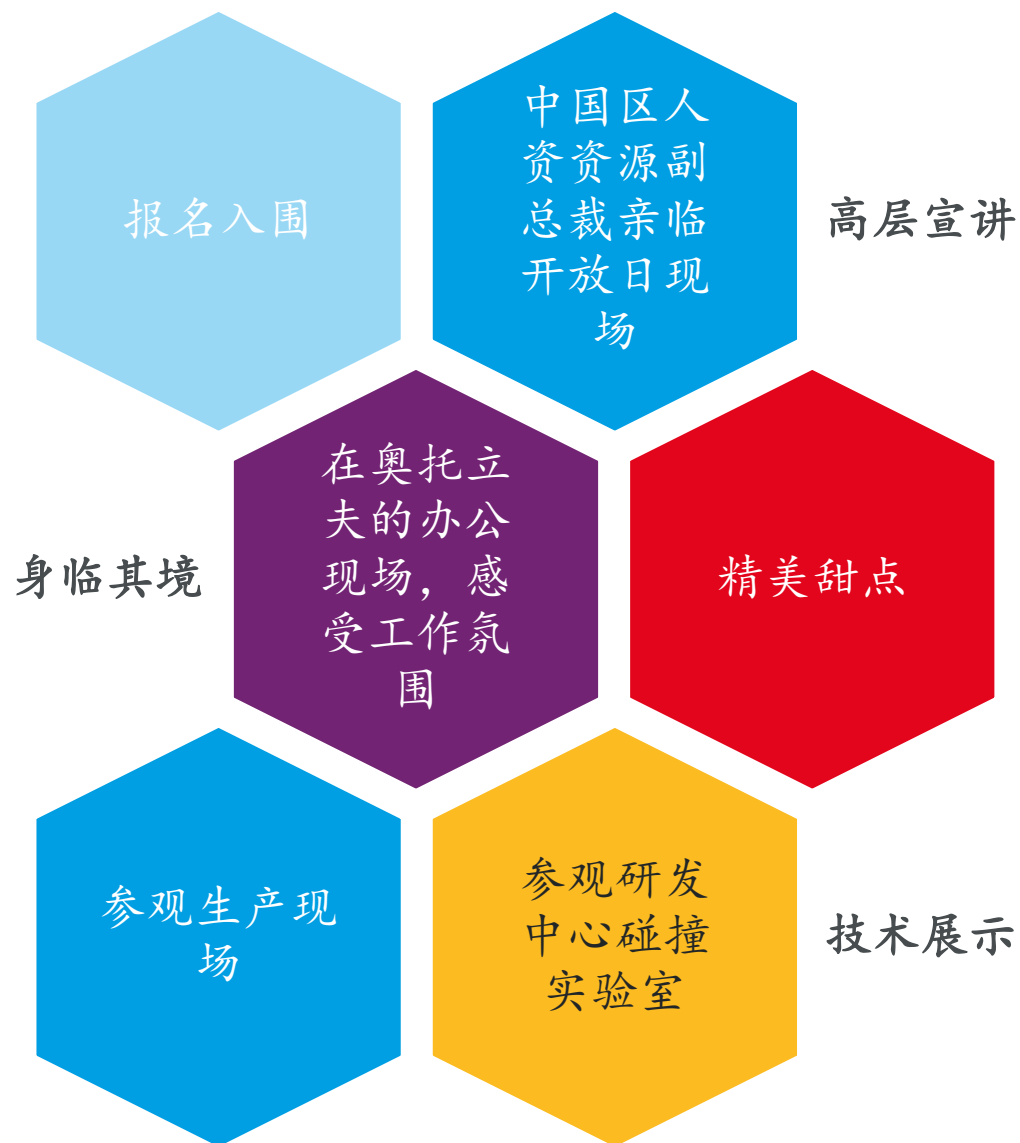 报名入围
中国区人
资资源副
总裁亲临
开放日现
场
高层宣讲
身临其境
在奥托立
夫的办公
现场，感
受工作氛
围
精美甜点
参观生产现
场
参观研发
中心碰撞
实验室
技术展示